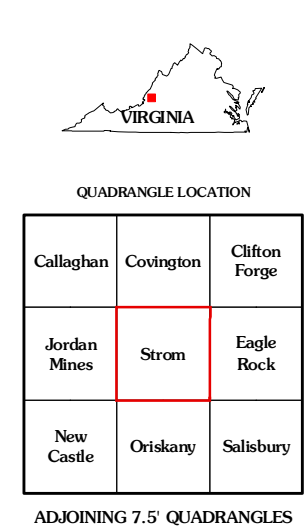 VIRGINIA
QUADRANGLE LOCATION
Callaghan
Covington
Clifton
Forge
Jordan
Mines
Strom
Eagle
Rock
New
Castle
Oriskany
Salisbury
ADJOINING 7.5' QUADRANGLES